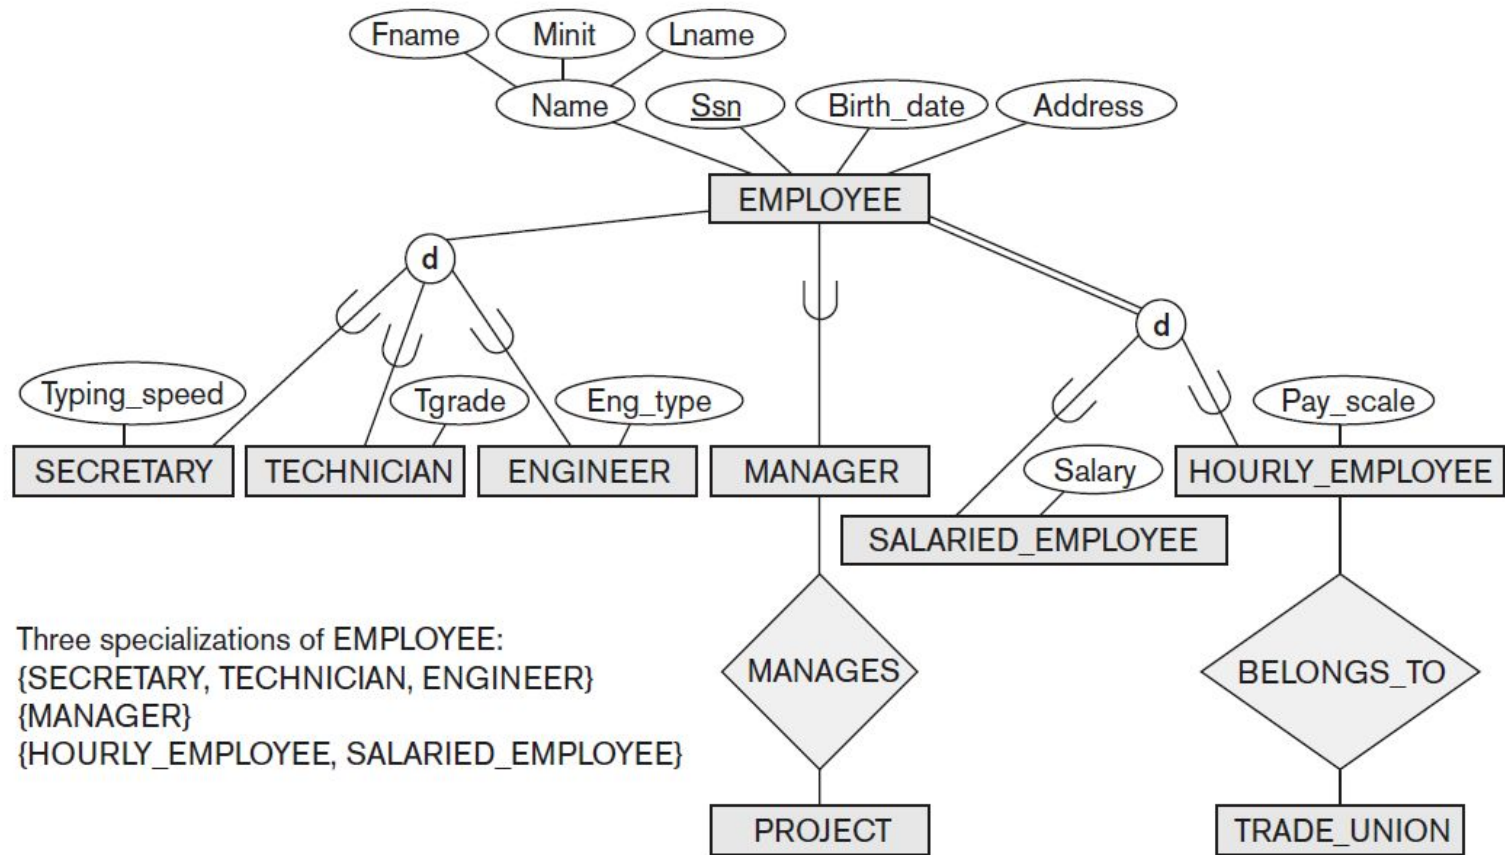 Fname Minit Lname
Name Ssn Birth_date Address
EMPLOYEE
d
d
Typing_speed Tgrade Eng_type Pay_scale
SECRETARY TECHNICIAN ENGINEER MANAGER Salary HOURLY_EMPLOYEE
SALARIED_EMPLOYEE
Three specializations of EMPLOYEE:
{SECRETARY, TECHNICIAN, ENGINEER}
{MANAGER}
{HOURLY_EMPLOYEE, SALARIED_EMPLOYEE}
MANAGES BELONGS_TO
PROJECT TRADE_UNION